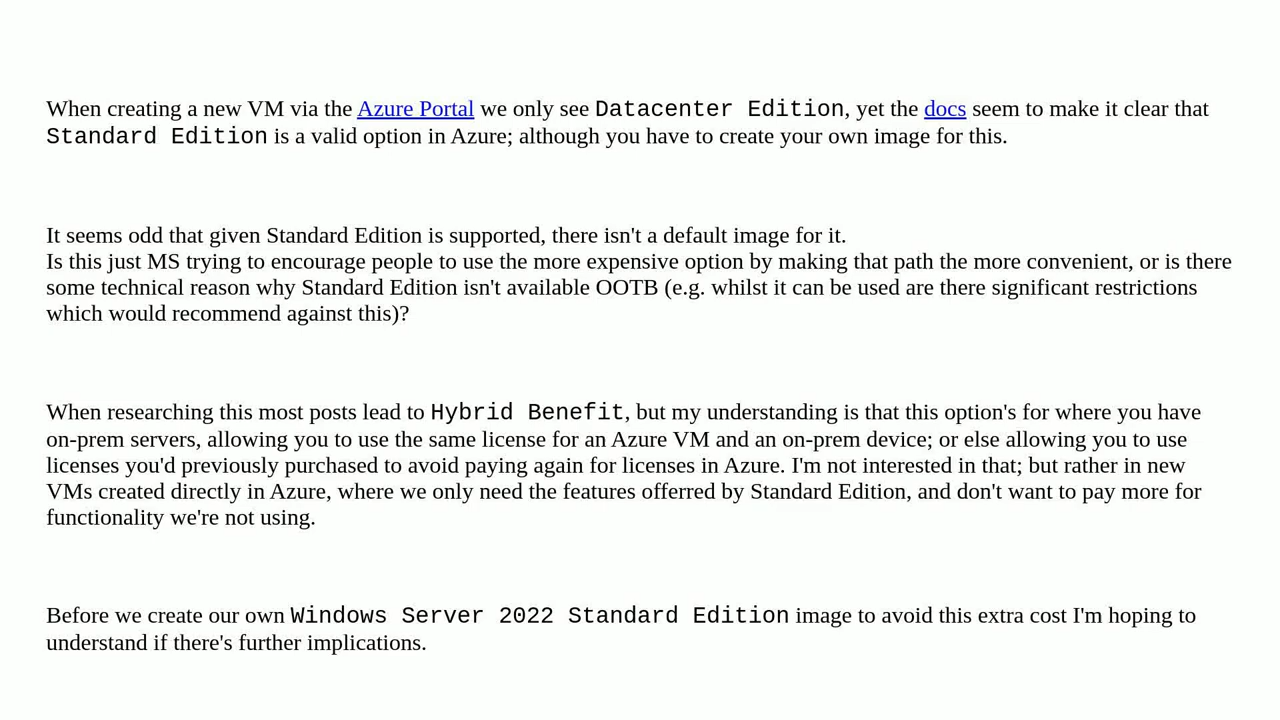 When creating a new VM via the Azure Portal we only see Datacenter Edition, yet the docs seem to make it clear that
Standard Edition is a valid option in Azure; although you have to create your own image for this.
It seems odd that given Standard Edition is supported, there isn't a default image for it.
Is this just MS trying to encourage people to use the more expensive option by making that path the more convenient, or is there
some technical reason why Standard Edition isn't available OOTB (e.g. whilst it can be used are there significant restrictions
which would recommend against this)?
When researching this most posts lead to Hybrid Benefit, but my understanding is that this option's for where you have
on-prem servers, allowing you to use the same license for an Azure VM and an on-prem device; or else allowing you to use
licenses you'd previously purchased to avoid paying again for licenses in Azure. I'm not interested in that; but rather in new
VMs created directly in Azure, where we only need the features offerred by Standard Edition, and don't want to pay more for
functionality we're not using.
Before we create our own Windows Server 2022 Standard Edition image to avoid this extra cost I'm hoping to
understand if there's further implications.